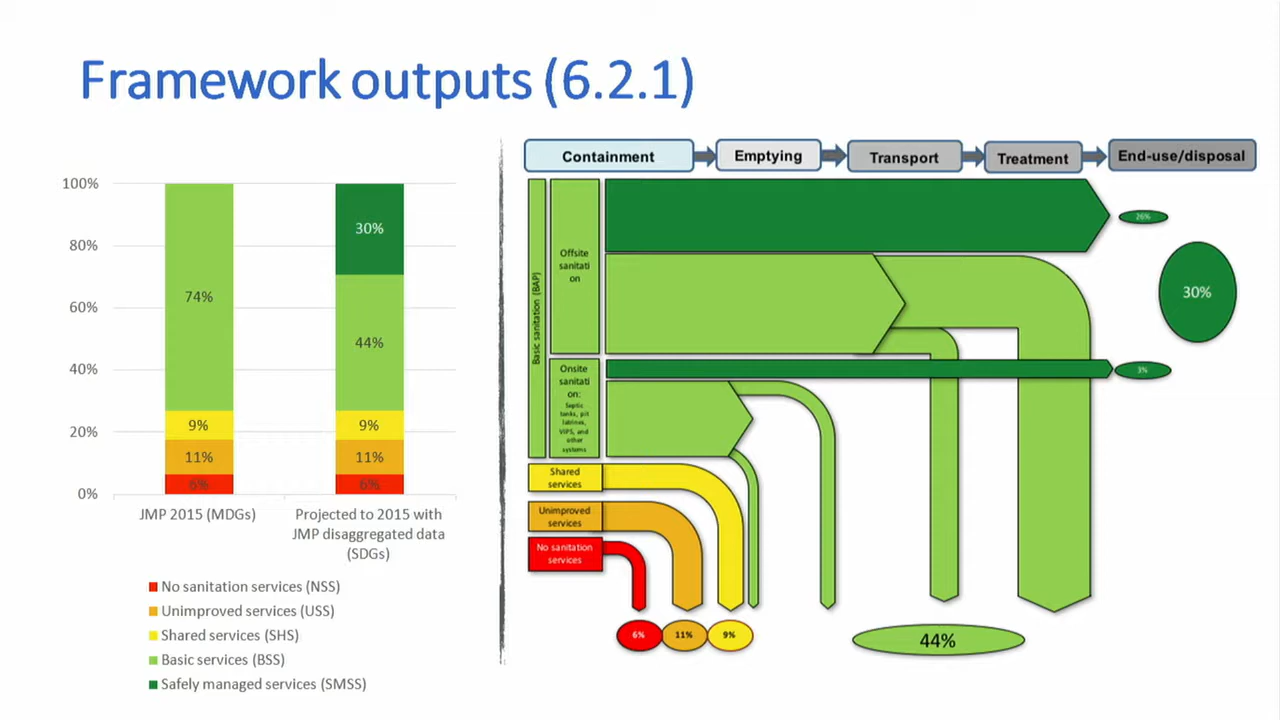 Framework outputs (6.2.1)
100%
80%
60%
40%
20%
0%
74%
9%
11%
6%
30%
44%
9%
11%
6%
JMP 2015 (MDGs)
Projected to 2015 with
JMP disaggregated data
(SDGs)
No sanitation services (NSS)
Unimproved services (USS)
Shared services (SHS)
Basic services (BSS)
Safely managed services (SMSS)
Containment
Emptying
Transport
Treatment
End-use/disposal
Basic sanitation (BAP)
Offsite
sanitati
on
Onsite
sanitati
on:
Septic
tanks, pit
latrines,
VIPS, and
other
systems
Shared
services
Unimproved
services
No sanitation
services
26%
30%
3%
6%
11%
9%
44%